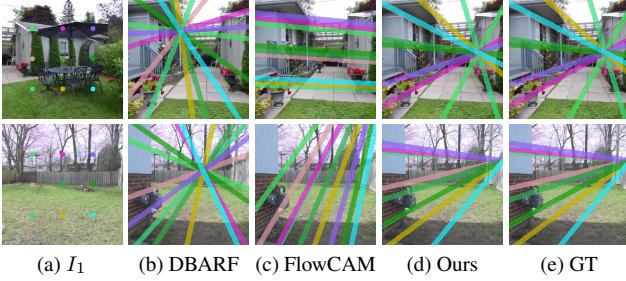 (a) I₁
(b) DBARF
(c) FlowCAM
(d) Ours
(e) GT